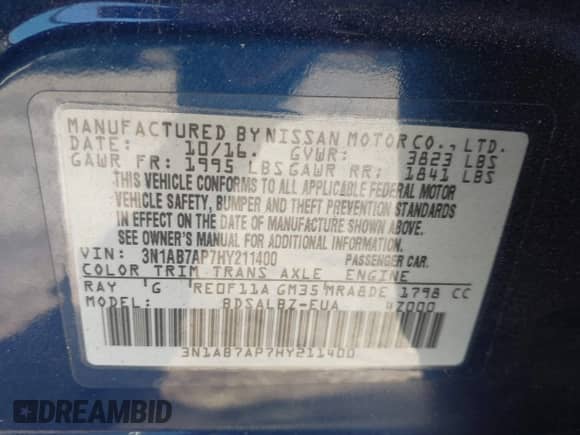 MANUFACTURED BY NISSAN MOTOR CO., LTD.
DATE: 10/16. GVWR: 3823 LBS
GAWR FR: 1995 LBS GAWR RR: 1841 LBS
THIS VEHICLE CONFORMS TO ALL APPLICABLE FEDERAL MOTOR
VEHICLE SAFETY, BUMPER AND THEFT PREVENTION STANDARDS
IN EFFECT ON THE DATE OF MANUFACTURE SHOWN ABOVE.
SEE OWNER'S MANUAL FOR ADDITIONAL INFORMATION.
VIN: 3N1AB7AP7HY211400 PASSENGER CAR.
COLOR TRIM TRANS AXLE ENGINE
RAY G RE0F11A GM35 MRA8DE 1798 CC
MODEL: BDSALBZ-EUA
3N1AB7AP7HY211400
DREAMBID